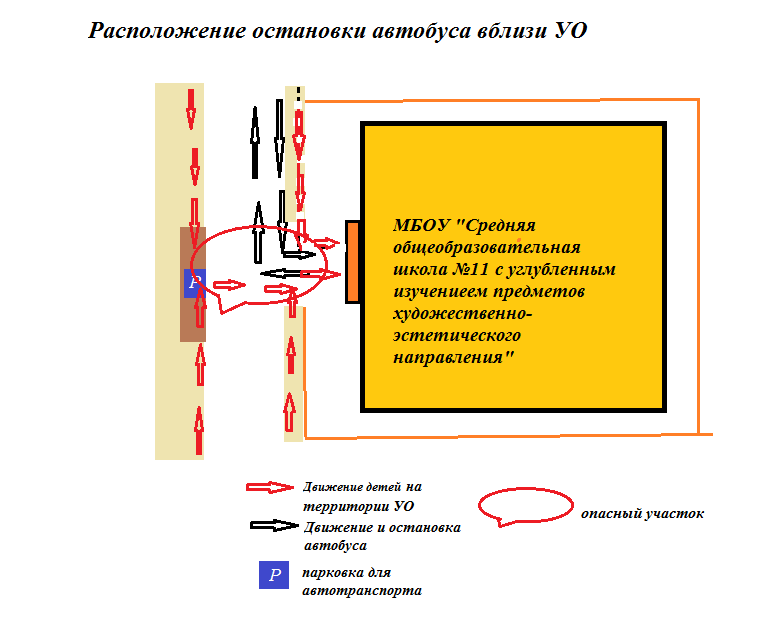 Расположение остановки автобуса вблизи УО
МБОУ "Средняя
общеобразовательная
школа №11 с углубленным
изучением предметов
художественно-
эстетического
направления"
P
Движение детей на
территории УО
Движение и остановка
автобуса
P
парковка для
автотранспорта
опасный участок